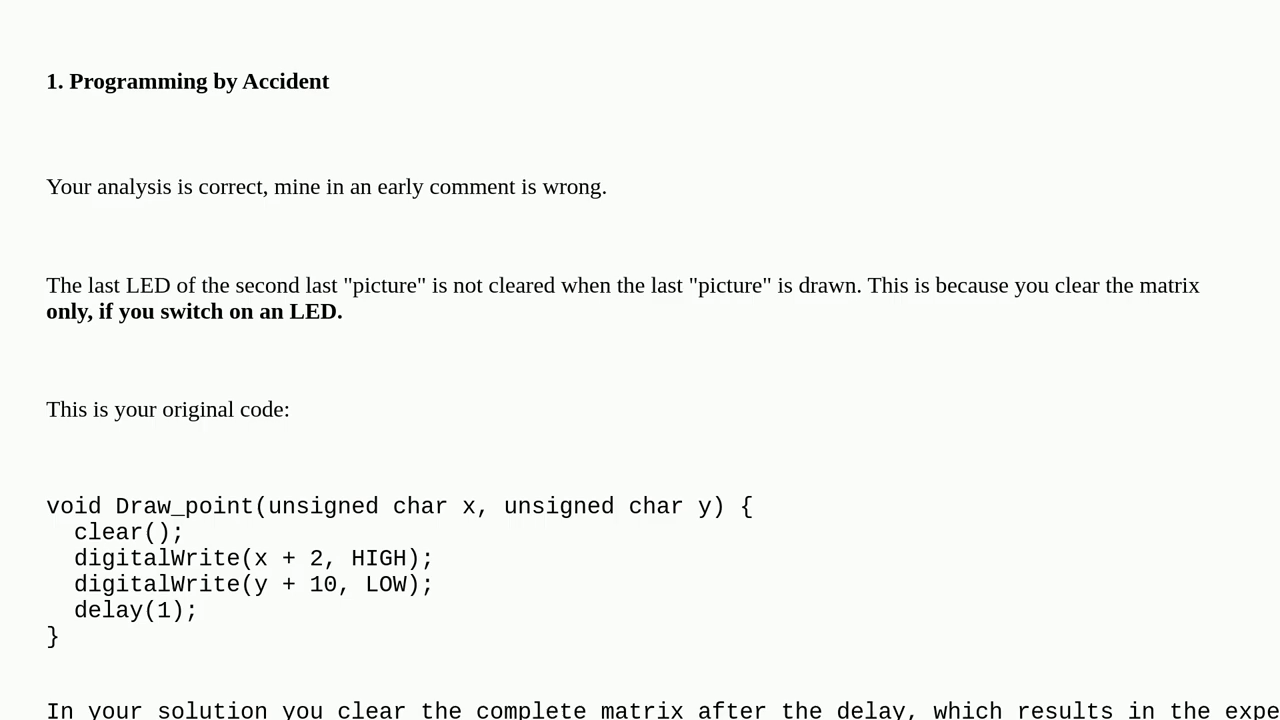 1. Programming by Accident
Your analysis is correct, mine in an early comment is wrong.
The last LED of the second last "picture" is not cleared when the last "picture" is drawn. This is because you clear the matrix
only, if you switch on an LED.
This is your original code:
void Draw_point(unsigned char x, unsigned char y) {
  clear();
  digitalWrite(x + 2, HIGH);
  digitalWrite(y + 10, LOW);
  delay(1);
}
In your solution you clear the complete matrix after the delay, which results in the